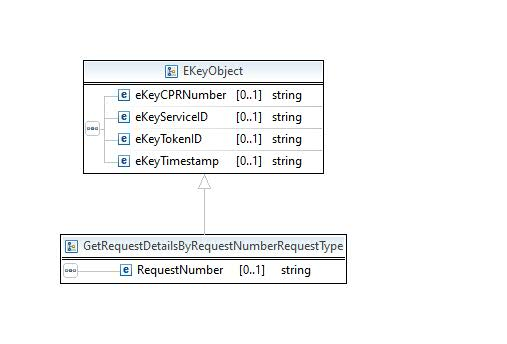 EKeyObject
eKeyCPRNumber [0..1] string
eKeyServiceID [0..1] string
eKeyTokenID [0..1] string
eKeyTimestamp [0..1] string
GetRequestDetailsByRequestNumberRequestType
RequestNumber [0..1] string